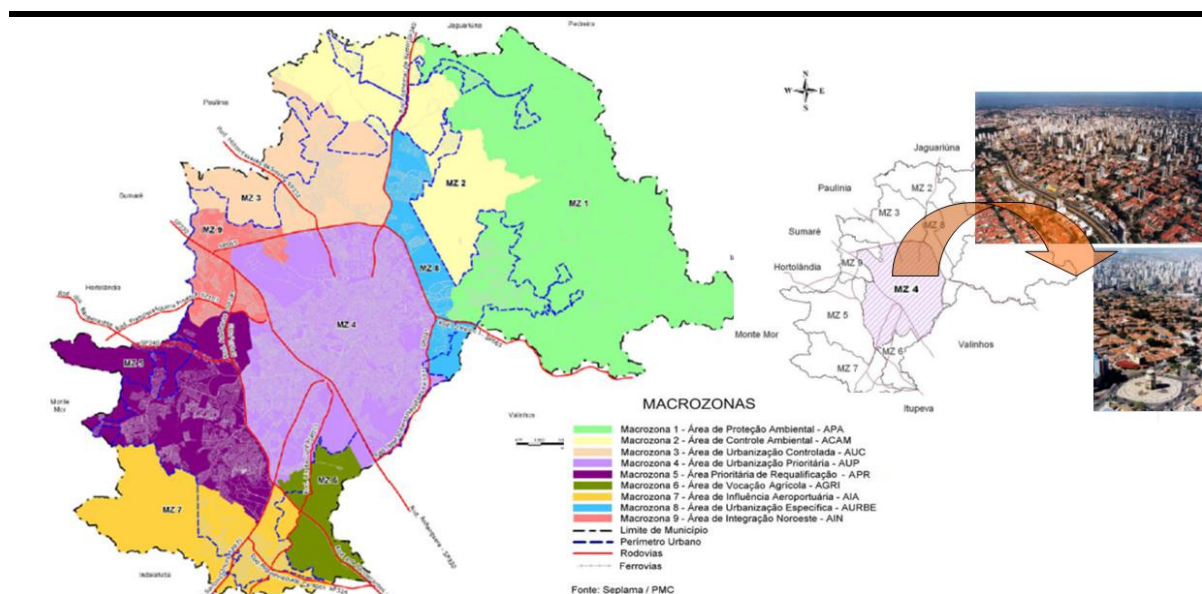 Jaguariúna
Pedreira
Paulínia
Sumaré
Hortolândia
Monte Mor
Indaiatuba
Valinhos
MZ 1
MZ 2
MZ 3
MZ 9
MZ 8
MZ 4
MZ 5
MZ 6
MZ 7
N
W E
S
Jaguariúna
Paulínia
MZ 2
MZ 3
Sumaré
MZ 8
MZ 9
Hortolândia
MZ 4
MZ 5
Monte Mor
Valinhos
MZ 6
MZ 7
Itupeva
MACROZONAS
Macrozona 1 - Área de Proteção Ambiental - APA
Macrozona 2 - Área de Controle Ambiental - ACAM
Macrozona 3 - Área de Urbanização Controlada - AUC
Macrozona 4 - Área de Urbanização Prioritária - AUP
Macrozona 5 - Área Prioritária de Requalificação - APR
Macrozona 6 - Área de Vocação Agrícola - AGRI
Macrozona 7 - Área de Influência Aeroportuária - AIA
Macrozona 8 - Área de Urbanização Específica - AURBE
Macrozona 9 - Área de Integração Noroeste - AIN
Limite de Município
Perímetro Urbano
Rodovias
Ferrovias
Fonte: Seplama / PMC